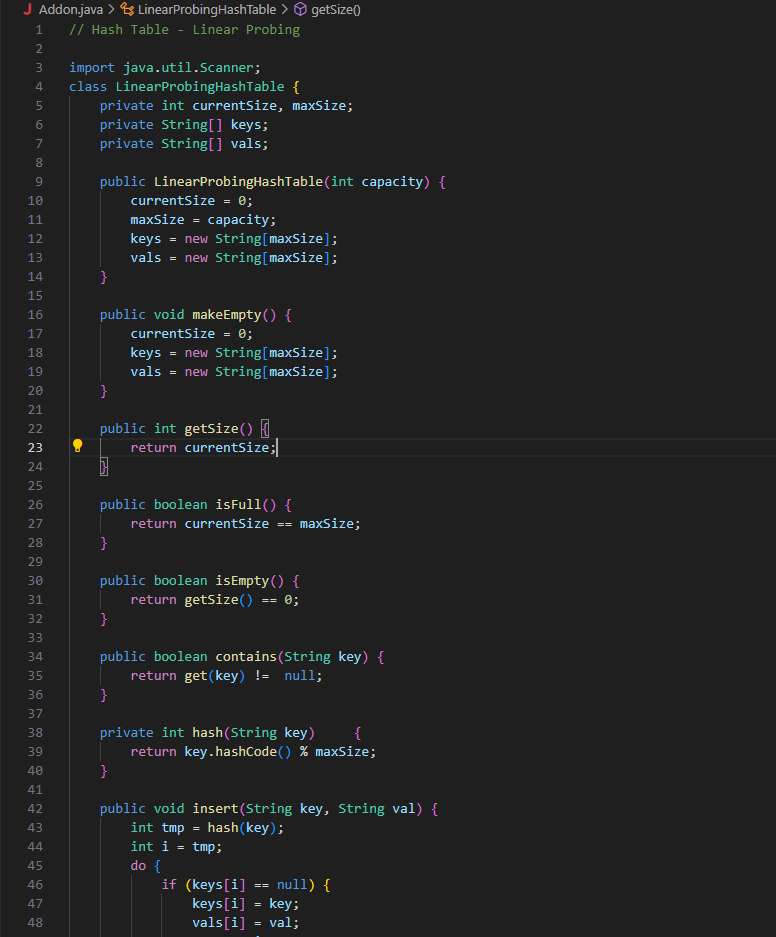 Addon.java > LinearProbingHashTable > getSize()
1 // Hash Table - Linear Probing
2
3 import java.util.Scanner;
4 class LinearProbingHashTable {
5     private int currentSize, maxSize;
6     private String[] keys;
7     private String[] vals;
8
9     public LinearProbingHashTable(int capacity) {
10         currentSize = 0;
11         maxSize = capacity;
12         keys = new String[maxSize];
13         vals = new String[maxSize];
14     }
15
16     public void makeEmpty() {
17         currentSize = 0;
18         keys = new String[maxSize];
19         vals = new String[maxSize];
20     }
21
22     public int getSize() {
23         return currentSize;
24     }
25
26     public boolean isFull() {
27         return currentSize == maxSize;
28     }
29
30     public boolean isEmpty() {
31         return getSize() == 0;
32     }
33
34     public boolean contains(String key) {
35         return get(key) !=  null;
36     }
37
38     private int hash(String key)     {
39         return key.hashCode() % maxSize;
40     }
41
42     public void insert(String key, String val) {
43         int tmp = hash(key);
44         int i = tmp;
45         do {
46             if (keys[i] == null) {
47                 keys[i] = key;
48                 vals[i] = val;